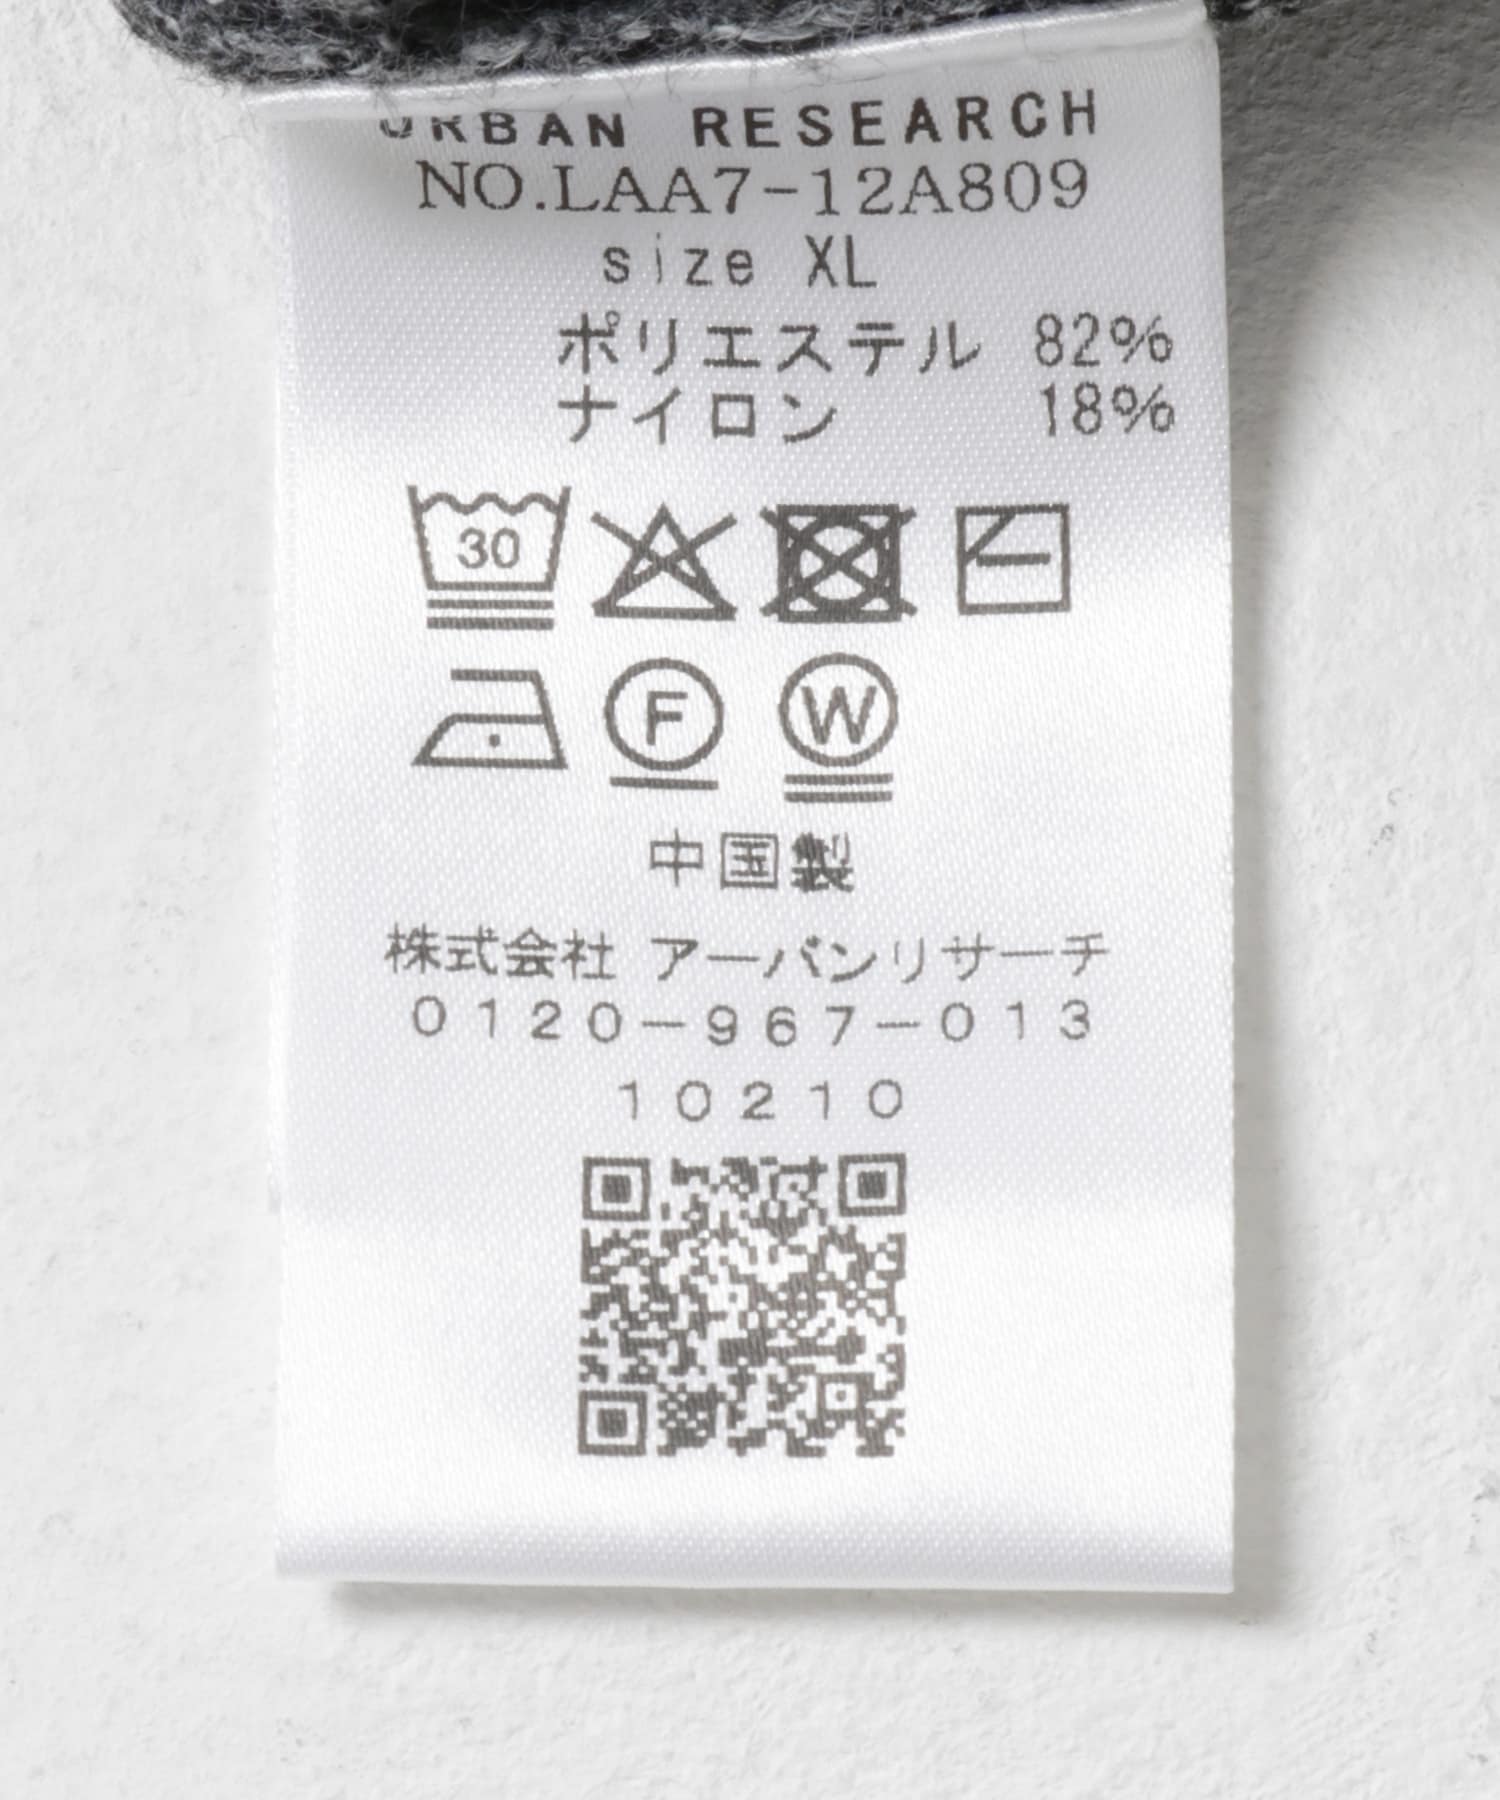 URBAN RESEARCH
NO.LAA7-12A809
size XL
ポリエステル 82%
ナイロン 18%
30
F W
中国製
株式会社 アーバンリサーチ
0120-967-013
10210